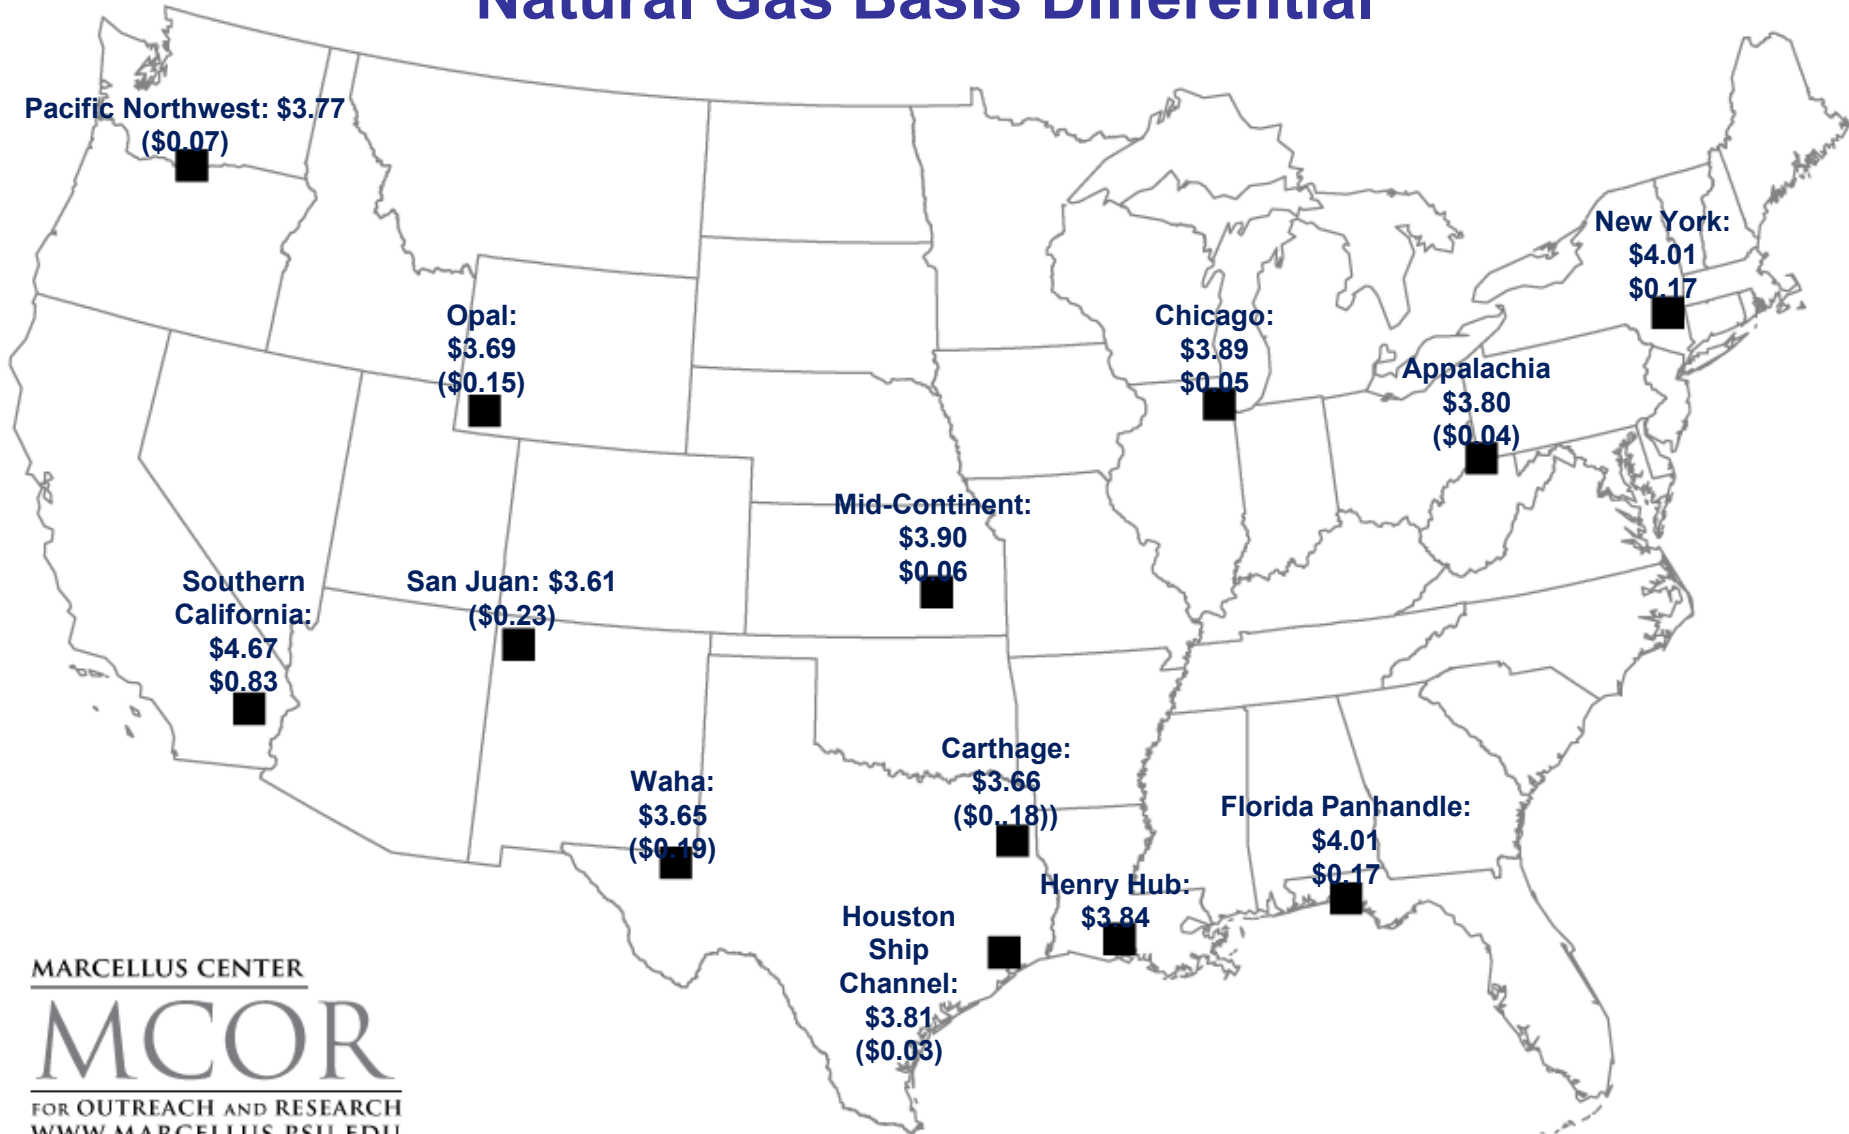 Natural Gas Basis Differential
Pacific Northwest: $3.77
($0.07)
New York:
$4.01
$0.17
Opal:
$3.69
($0.15)
Chicago:
$3.89
$0.05
Appalachia
$3.80
($0.04)
Mid-Continent:
$3.90
$0.06
Southern
California:
$4.67
$0.83
San Juan: $3.61
($0.23)
Carthage:
$3.66
($0..18))
Waha:
$3.65
($0.19)
Florida Panhandle:
$4.01
$0.17
Henry Hub:
$3.84
Houston
Ship
Channel:
$3.81
($0.03)
MARCELLUS CENTER
MCOR
FOR OUTREACH AND RESEARCH
WWW.MARCELLUS.PSU.EDU